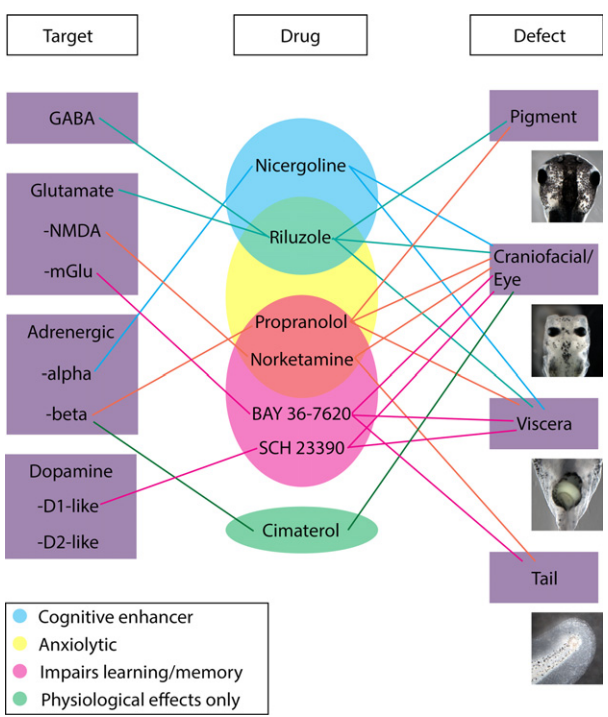 Target
Drug
Defect
GABA
Glutamate
-NMDA
-mGlu
Adrenergic
-alpha
-beta
Dopamine
-D1-like
-D2-like
Nicergoline
Riluzole
Propranolol
Norketamine
BAY 36-7620
SCH 23390
Cimaterol
Pigment
Craniofacial/
Eye
Viscera
Tail
Cognitive enhancer
Anxiolytic
Impairs learning/memory
Physiological effects only